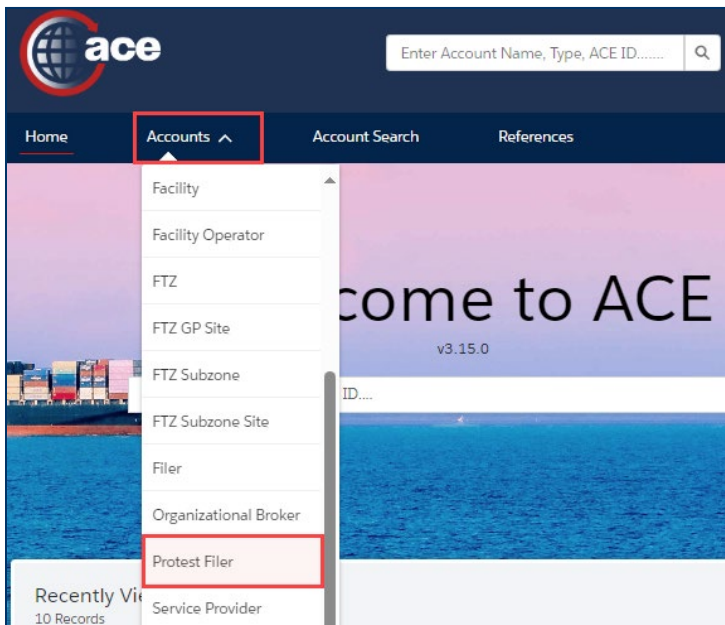 ace
Enter Account Name, Type, ACE ID.......
Home
Accounts
Account Search
References
Facility
Facility Operator
FTZ
FTZ GP Site
FTZ Subzone
FTZ Subzone Site
Filer
Organizational Broker
Protest Filer
Service Provider
come to ACE
v3.15.0
ID....
Recently Vie
10 Records